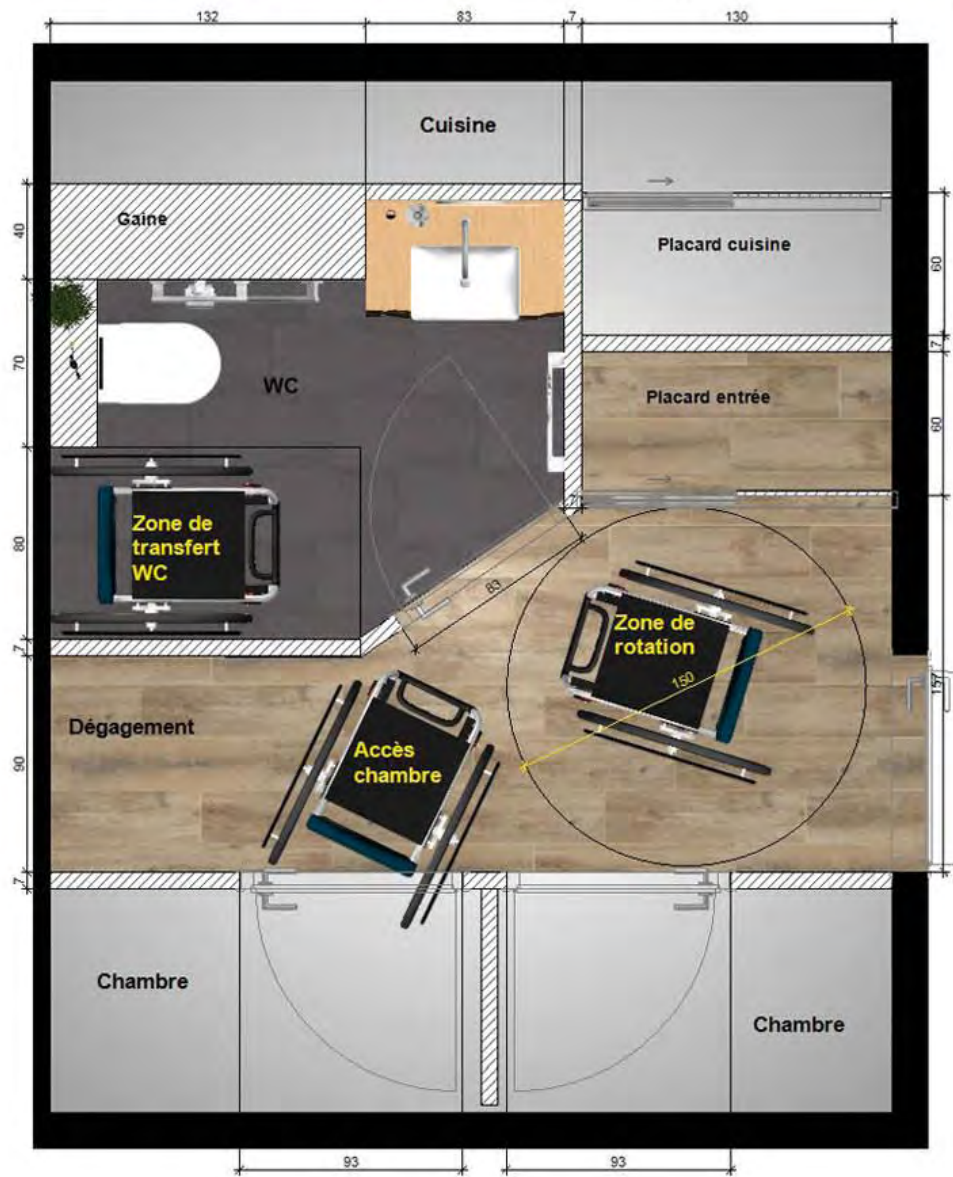 132
83
7
130
Cuisine
Gaine
40
Placard cuisine
60
7
70
WC
Placard entrée
60
7
Zone de
transfert
WC
80
83
Zone de
rotation
150
157
7
Dégagement
Accès
chambre
90
7
Chambre
Chambre
93
93